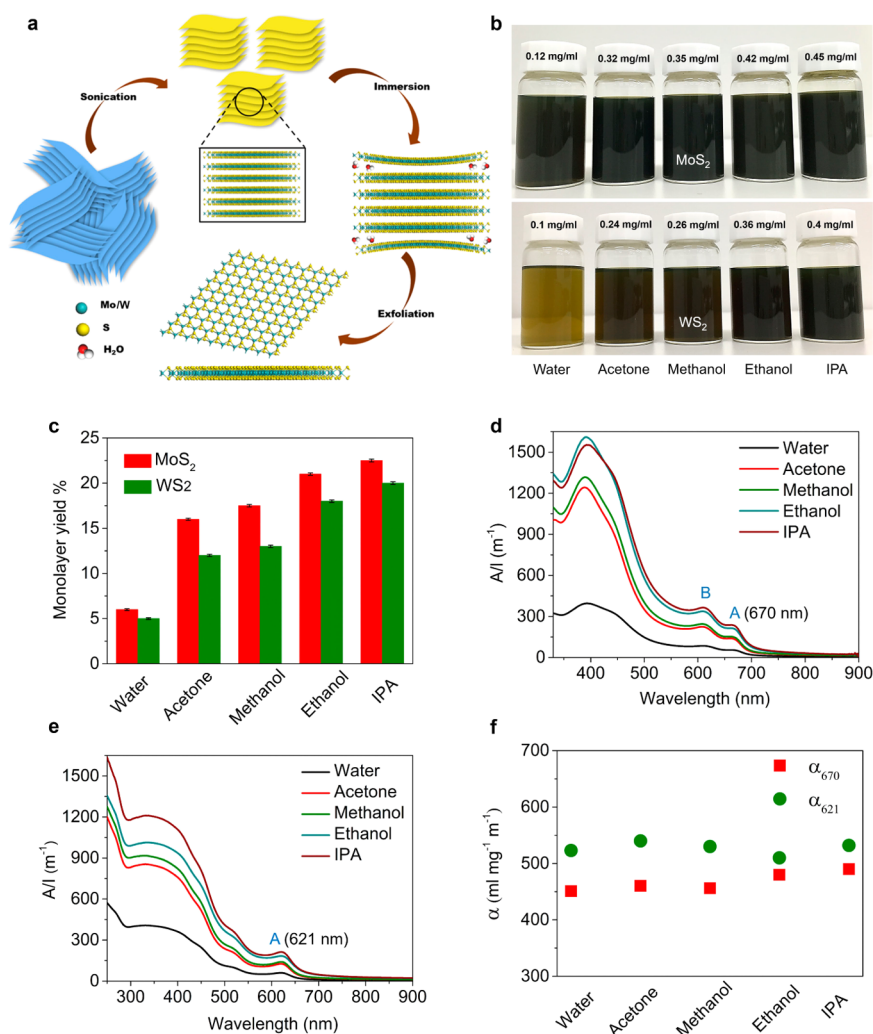 a
Sonication
Immersion
Exfoliation
Mo/W
S
H₂O
b
0.12 mg/ml 0.32 mg/ml 0.35 mg/ml 0.42 mg/ml 0.45 mg/ml
MoS₂
0.1 mg/ml 0.24 mg/ml 0.26 mg/ml 0.36 mg/ml 0.4 mg/ml
WS₂
Water Acetone Methanol Ethanol IPA
c
25
20
15
10
5
0
Monolayer yield %
MoS₂
WS2
Water Acetone Methanol Ethanol IPA
d
1500
1200
900
600
300
0
A/l (m⁻¹)
Water
Acetone
Methanol
Ethanol
IPA
B
A (670 nm)
400 500 600 700 800 900
Wavelength (nm)
e
1500
1200
900
600
300
0
A/l (m⁻¹)
Water
Acetone
Methanol
Ethanol
IPA
A (621 nm)
300 400 500 600 700 800 900
Wavelength (nm)
f
700
600
500
400
300
α (ml mg⁻¹ m⁻¹)
α₆₇₀
α₆₂₁
Water Acetone Methanol Ethanol IPA